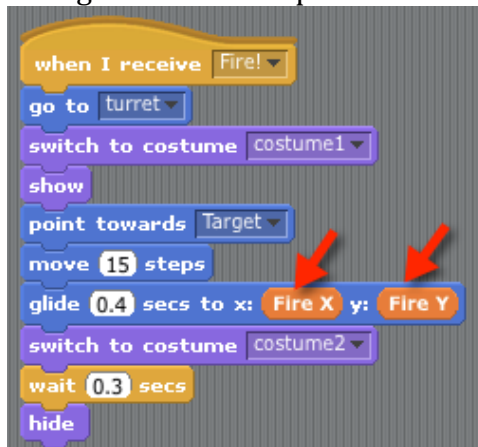 when I receive Fire!
go to turret
switch to costume costume1
show
point towards Target
move 15 steps
glide 0.4 secs to x: Fire X y: Fire Y
switch to costume costume2
wait 0.3 secs
hide